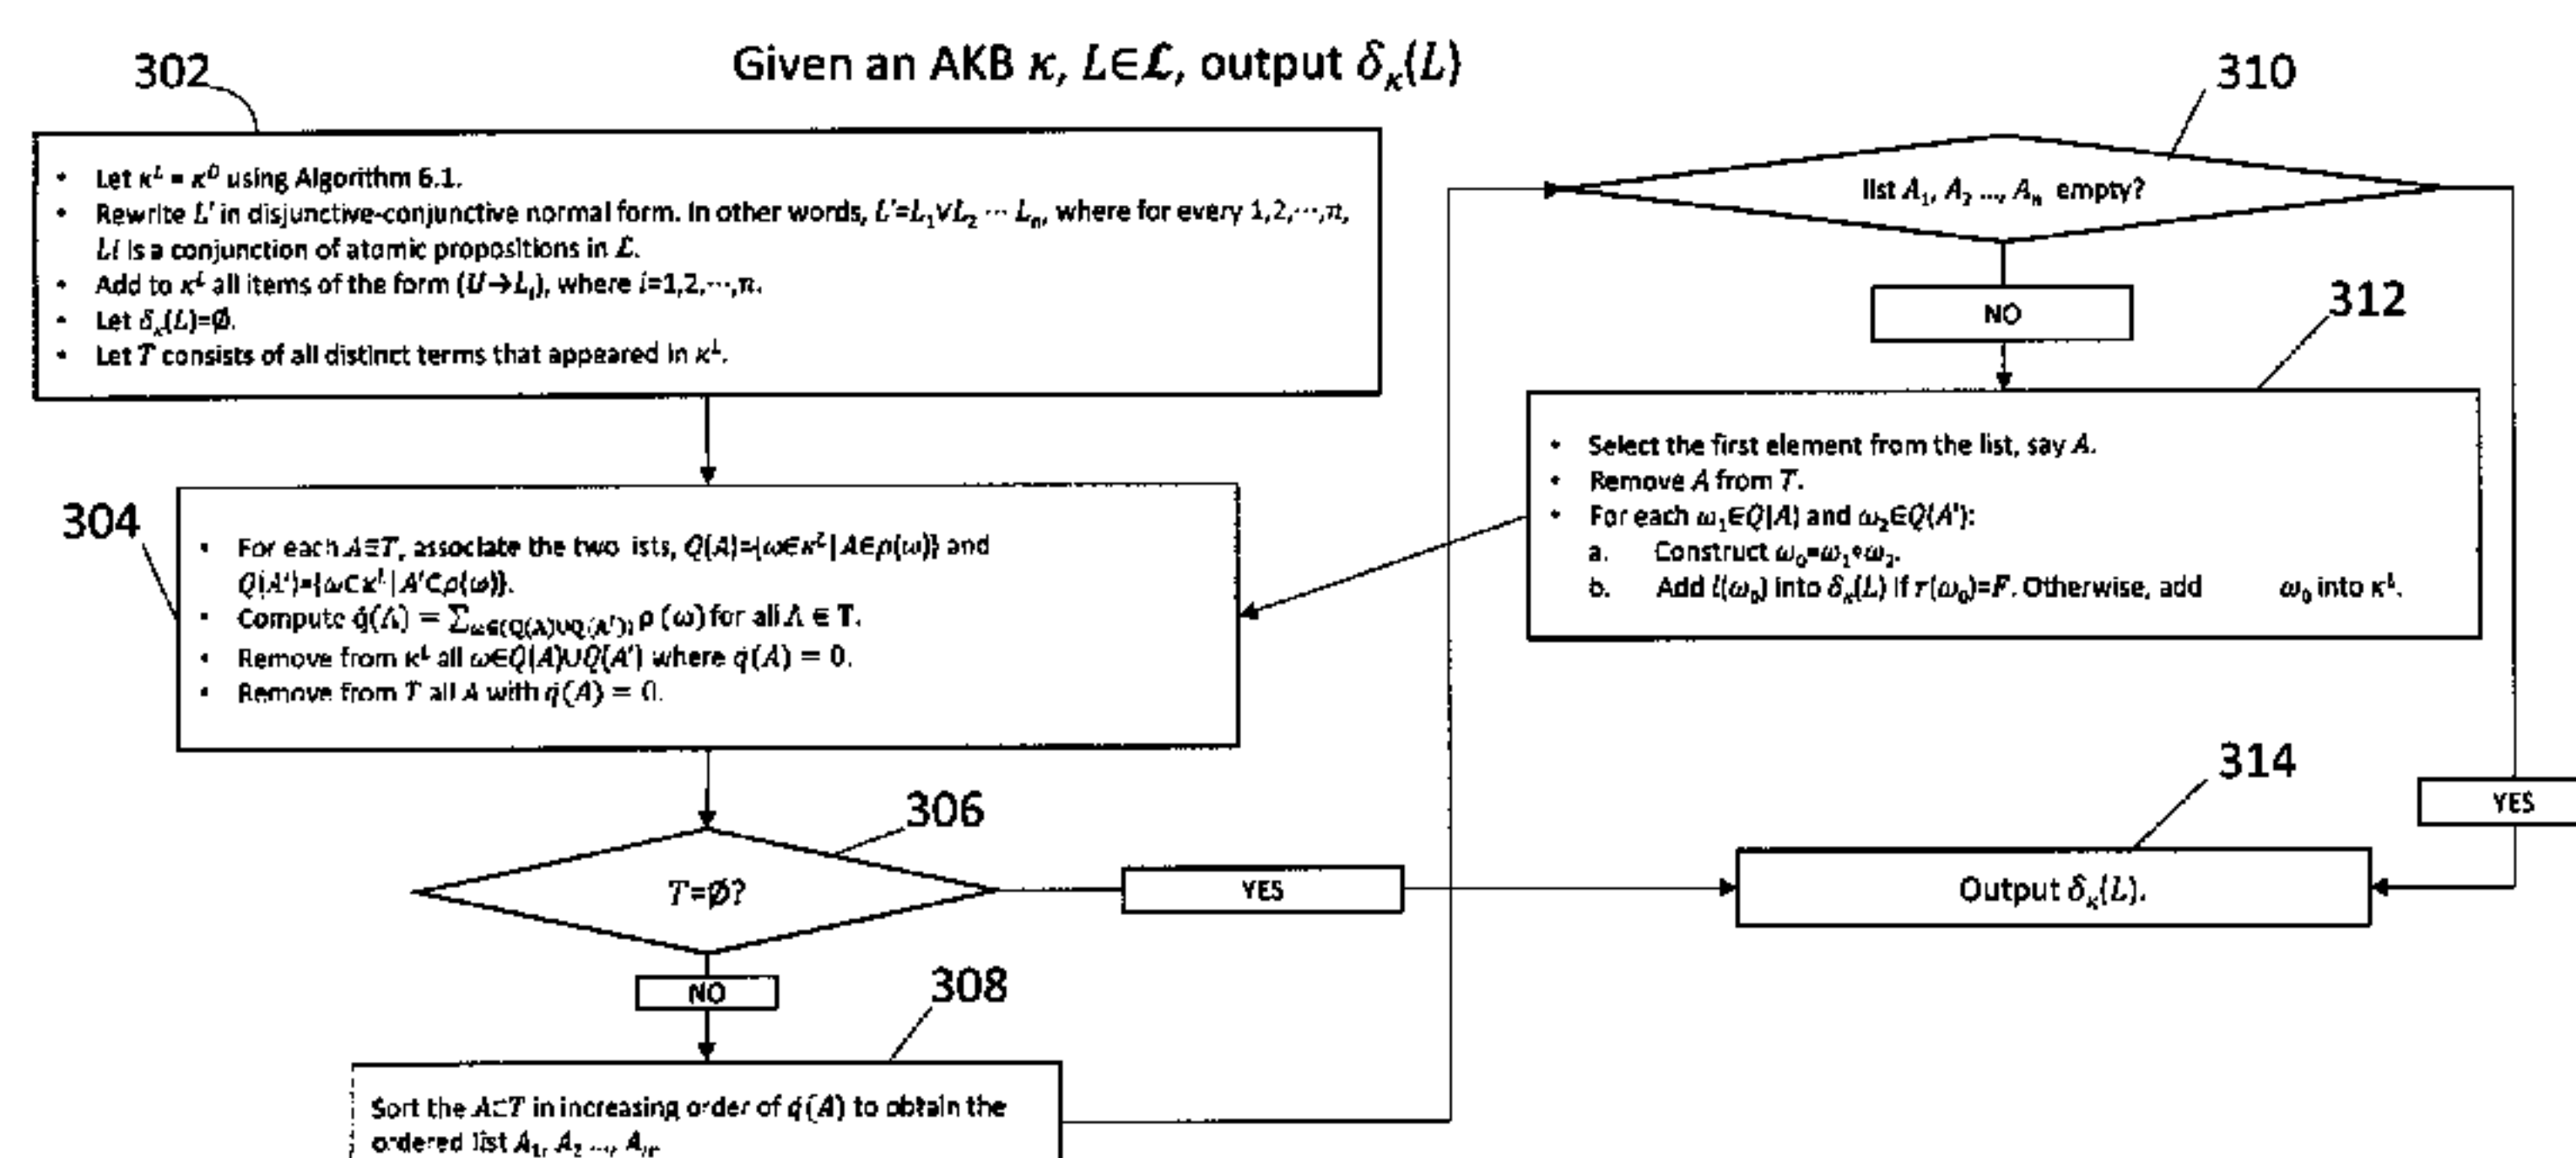 Given an AKB κ, L∈ℒ, output δκ(L)
302
• Let κᴸ = κᴰ using Algorithm 6.1.
• Rewrite L' in disjunctive-conjunctive normal form. In other words, L'=L₁∨L₂ ⋯ Lₙ, where for every 1,2,⋯,n,
Li is a conjunction of atomic propositions in ℒ.
• Add to κᴸ all items of the form (U→Lᵢ), where i=1,2,⋯,n.
• Let δκ(L)=∅.
• Let T consists of all distinct terms that appeared in κᴸ.
304
• For each A∈T, associate the two ists, Q(A)={ω∈κᴸ|A∈ρ(ω)} and
Q(A')={ω∈κᴸ|A'∈ρ(ω)}.
• Compute q̇(A) = ∑ω∈(Q(A)∪Q(A')) ρ (ω) for all A ∈ T.
• Remove from κᴸ all ω∈Q(A)∪Q(A') where q̇(A) = 0.
• Remove from T all A with q̇(A) = 0.
306
T=∅?
YES
NO
308
Sort the A∈T in increasing order of q̇(A) to obtain the
ordered list A₁, A₂ ..., Aₙ.
310
list A₁, A₂ ..., Aₙ empty?
NO
312
• Select the first element from the list, say A.
• Remove A from T.
• For each ω₁∈Q(A) and ω₂∈Q(A'):
a. Construct ω₀=ω₁∘ω₂.
b. Add l(ω₀) into δκ(L) if r(ω₀)=F. Otherwise, add ω₀ into κᴸ.
YES
314
Output δκ(L).